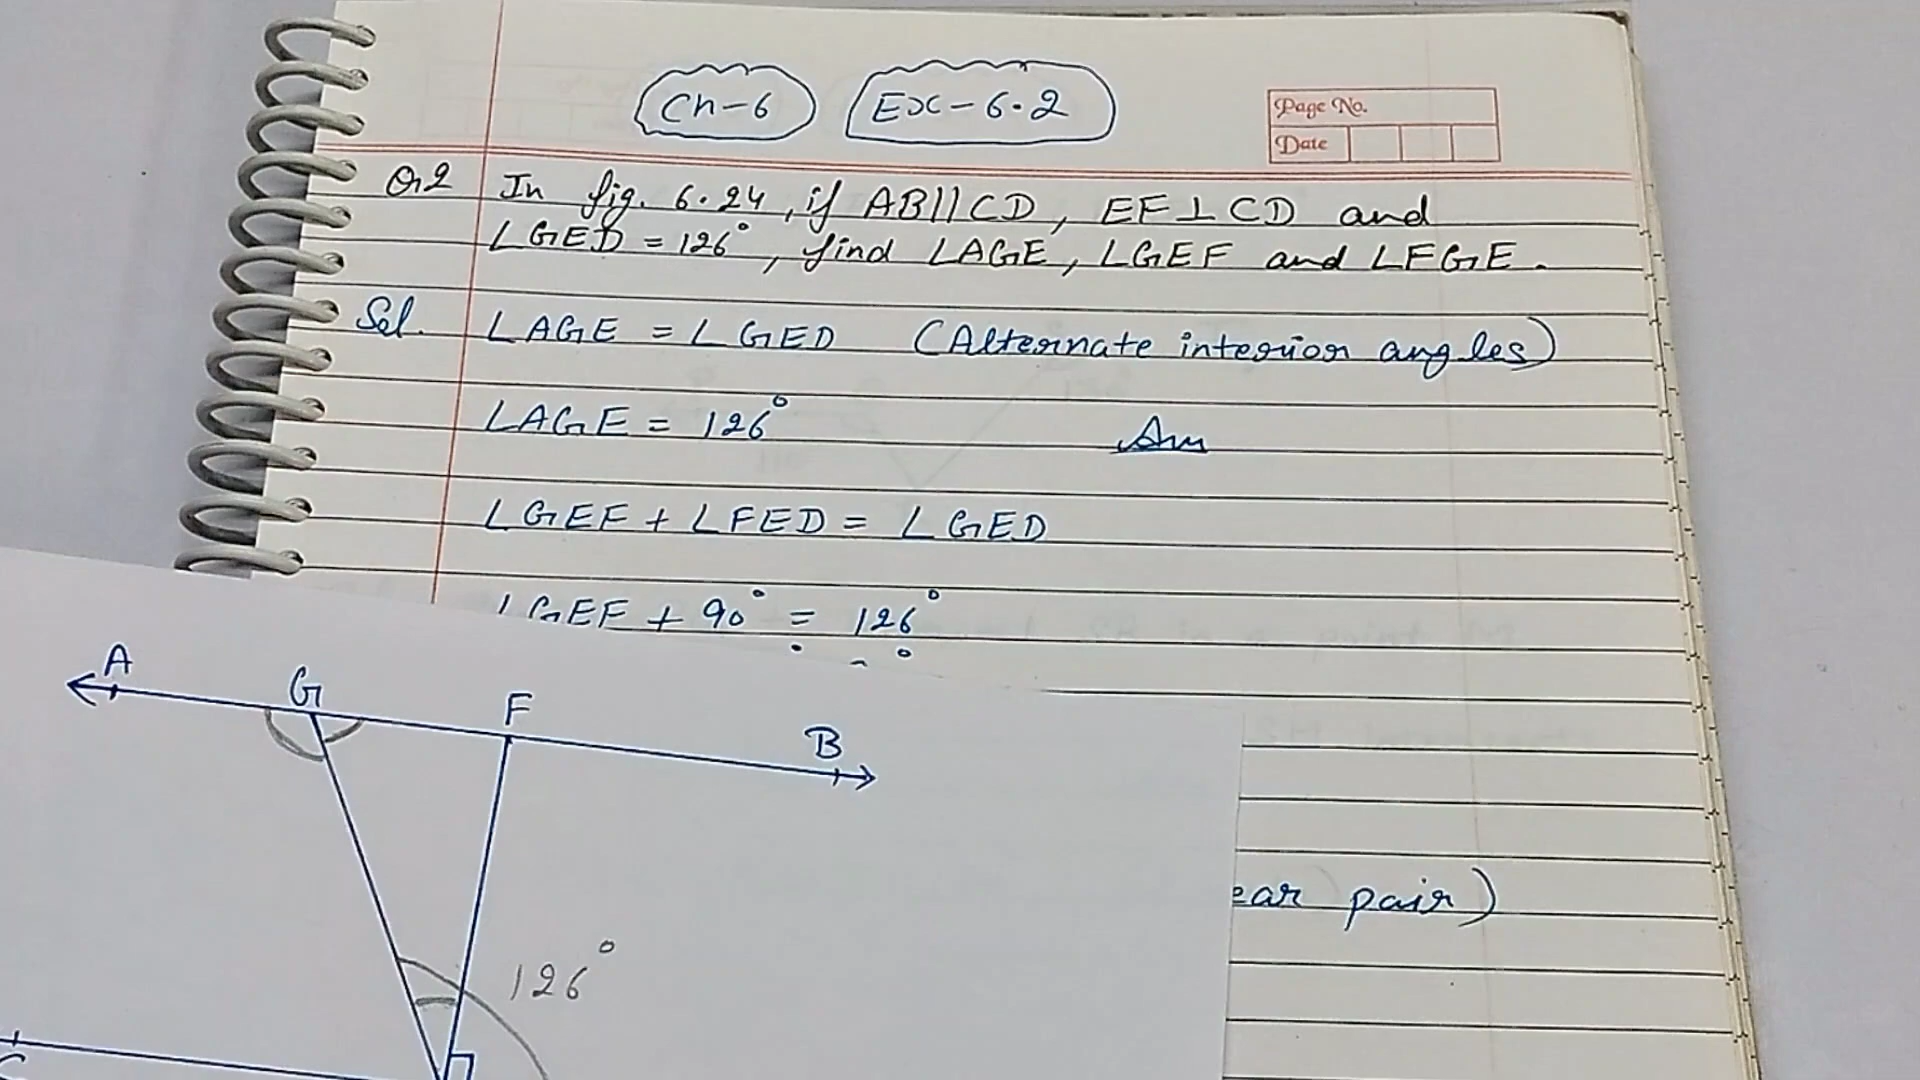 Ch-6
Ex-6.2
Page No.
Date
Q2 In fig. 6.24, if AB||CD, EF⊥CD and
∠GED = 126°, find ∠AGE, ∠GEF and ∠FGE.
Sol. ∠AGE = ∠GED (Alternate interior angles)
∠AGE = 126° Ans
∠GEF + ∠FED = ∠GED
∠GEF + 90° = 126°
A
G
F
B
ear pair)
126°
C